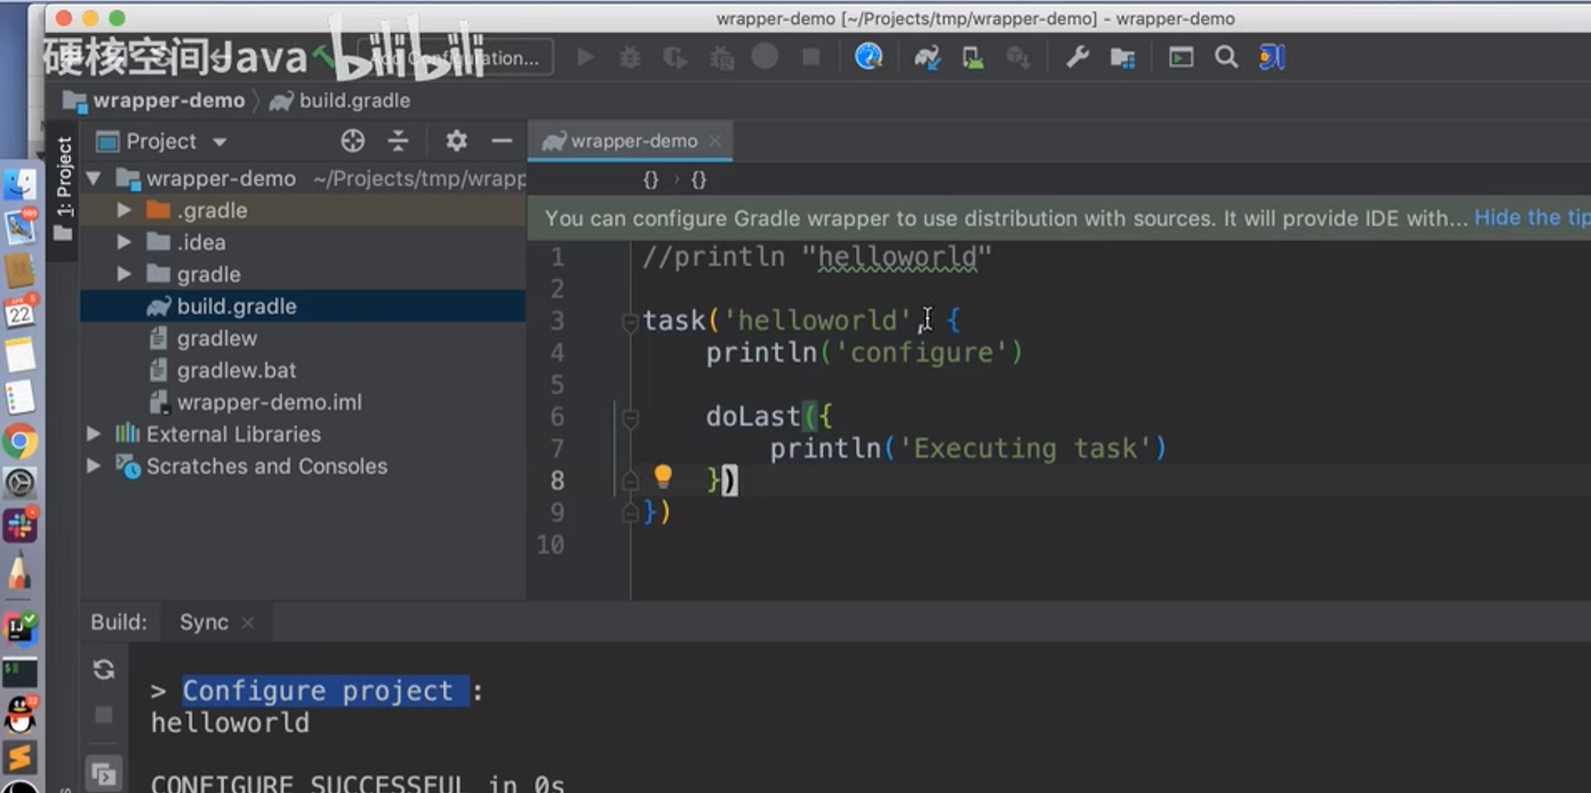 wrapper-demo [~/Projects/tmp/wrapper-demo] - wrapper-demo
硬核空间Java bilibili
Configuration...
wrapper-demo build.gradle
1: Project
Project
wrapper-demo
wrapper-demo ~/Projects/tmp/wrapp
.gradle
.idea
gradle
build.gradle
gradlew
gradlew.bat
wrapper-demo.iml
External Libraries
Scratches and Consoles
{} › {}
You can configure Gradle wrapper to use distribution with sources. It will provide IDE with... Hide the tip
1 //println "helloworld"
2
3 task('helloworld', {
4 println('configure')
5
6 doLast({
7 println('Executing task')
8 })
9 })
10
Build: Sync
> Configure project :
helloworld
CONFIGURE SUCCESSFUL in 0s
22